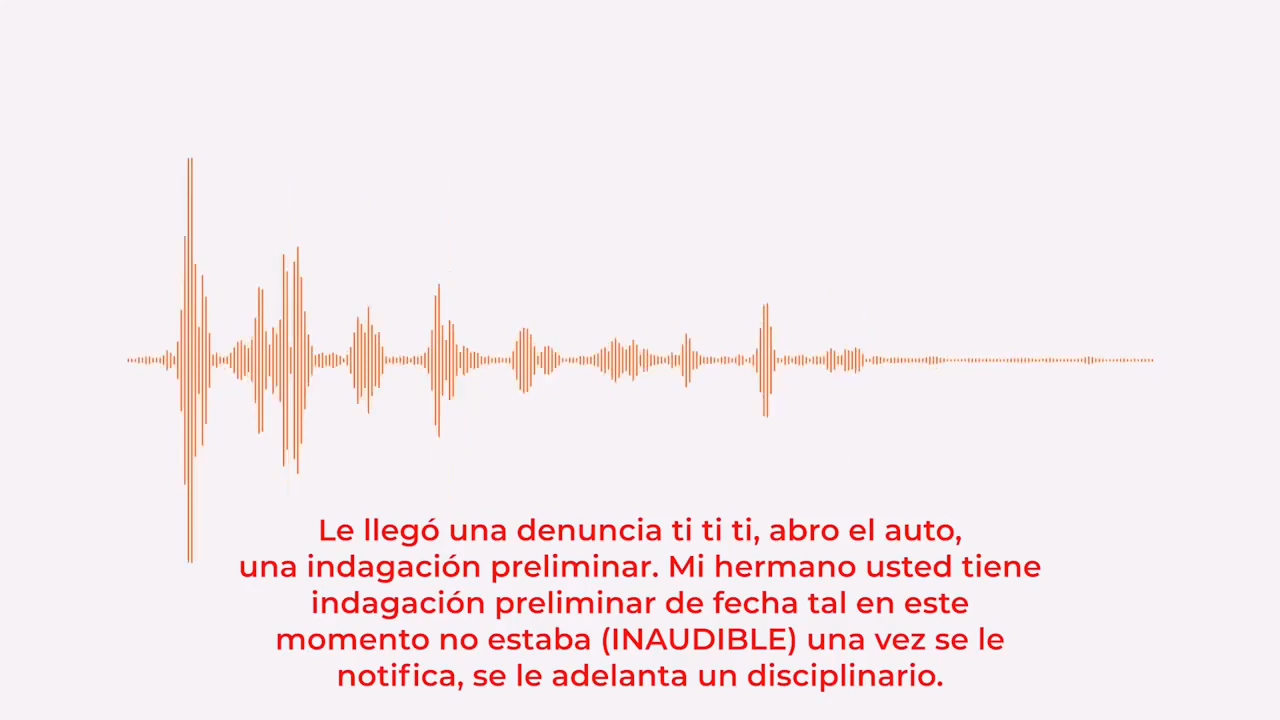 Le llegó una denuncia ti ti ti, abro el auto,
una indagación preliminar. Mi hermano usted tiene
indagación preliminar de fecha tal en este
momento no estaba (INAUDIBLE) una vez se le
notifica, se le adelanta un disciplinario.